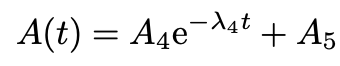 A(t) = A₄e^{−λ₄t} + A₅